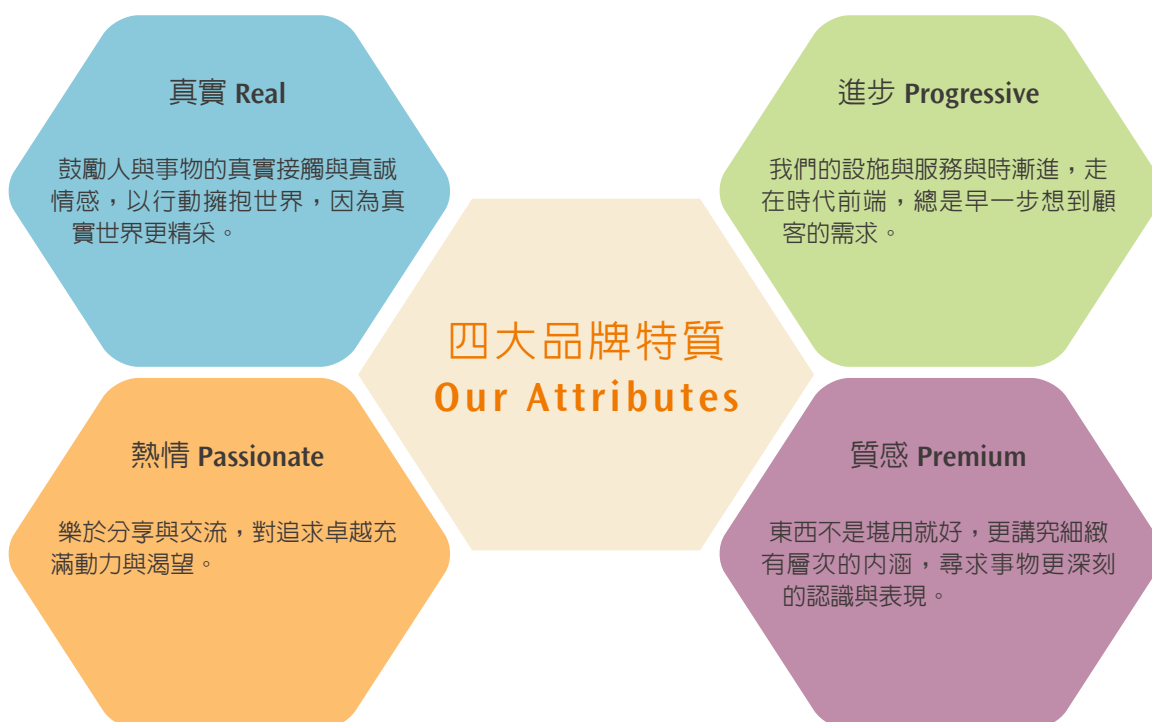 真實 Real
鼓勵人與事物的真實接觸與真誠
情感，以行動擁抱世界，因為真
實世界更精采。
進步 Progressive
我們的設施與服務與時漸進，走
在時代前端，總是早一步想到顧
客的需求。
四大品牌特質
Our Attributes
熱情 Passionate
樂於分享與交流，對追求卓越充
滿動力與渴望。
質感 Premium
東西不是堪用就好，更講究細緻
有層次的內涵，尋求事物更深刻
的認識與表現。